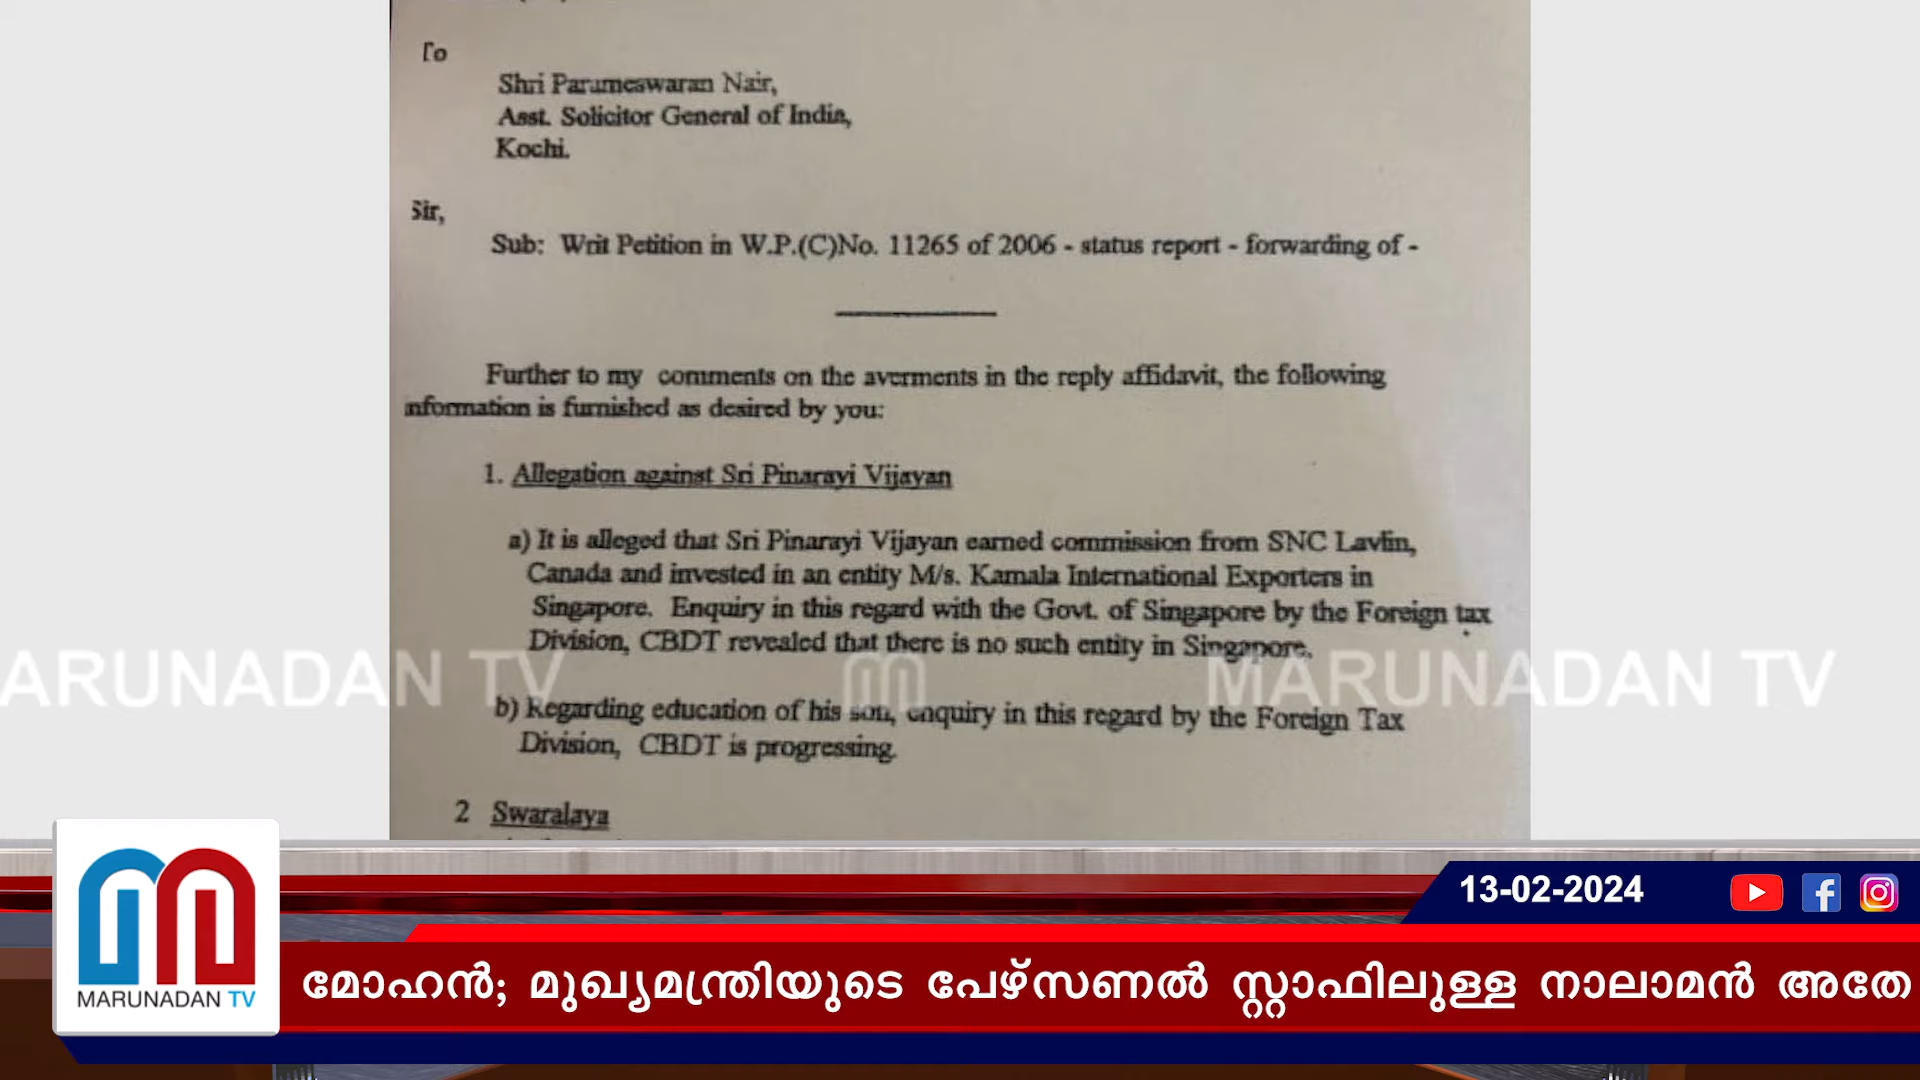 To
Shri Parameswaran Nair,
Asst. Solicitor General of India,
Kochi.
Sir,
Sub: Writ Petition in W.P.(C)No. 11265 of 2006 - status report - forwarding of -
Further to my comments on the averments in the reply affidavit, the following
nformation is furnished as desired by you:
1. Allegation against Sri Pinarayi Vijayan
a) It is alleged that Sri Pinarayi Vijayan earned commission from SNC Lavlin,
Canada and invested in an entity M/s. Kamala International Exporters in
Singapore. Enquiry in this regard with the Govt. of Singapore by the Foreign tax
Division, CBDT revealed that there is no such entity in Singapore.
ARUNADAN TV MARUNADAN TV
b) Regarding education of his son, enquiry in this regard by the Foreign Tax
Division, CBDT is progressing.
2 Swaralaya
13-02-2024
മോഹൻ; മുഖ്യമന്ത്രിയുടെ പേഴ്സണൽ സ്റ്റാഫിലുള്ള നാലാമൻ അതേ
MARUNADAN TV